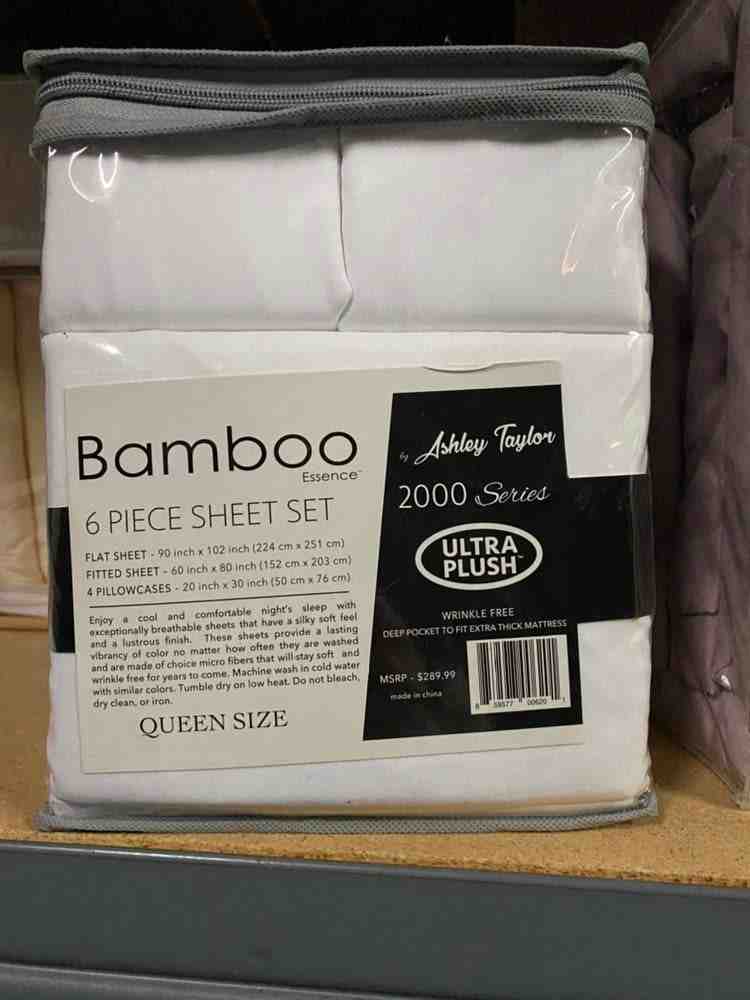 Bamboo
Essence™
6 PIECE SHEET SET
FLAT SHEET - 90 inch x 102 inch (224 cm x 251 cm)
FITTED SHEET - 60 inch x 80 inch (152 cm x 203 cm)
4 PILLOWCASES - 20 inch x 30 inch (50 cm x 76 cm)
Enjoy a cool and comfortable night's sleep with
exceptionally breathable sheets that have a silky soft feel
and a lustrous finish. These sheets provide a lasting
vibrancy of color no matter how often they are washed
and are made of choice micro fibers that will stay soft and
wrinkle free for years to come. Machine wash in cold water
with similar colors. Tumble dry on low heat. Do not bleach,
dry clean, or iron.
QUEEN SIZE
by Ashley Taylor
2000 Series
ULTRA
PLUSH™
WRINKLE FREE
DEEP POCKET TO FIT EXTRA THICK MATTRESS
MSRP - $289.99
made in china
8 59577 00620 1